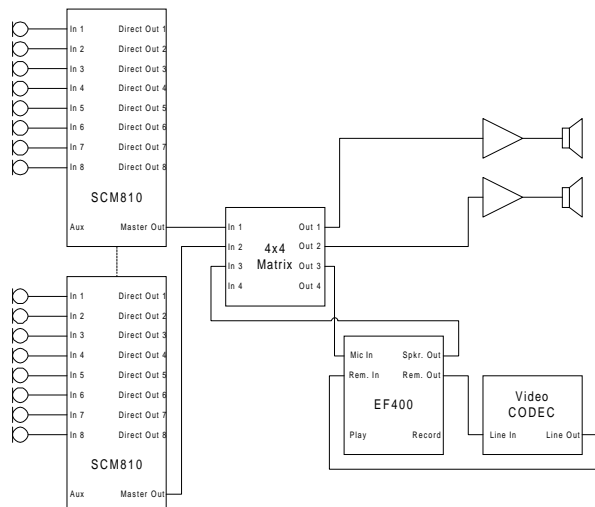 In 1 Direct Out 1
In 2 Direct Out 2
In 3 Direct Out 3
In 4 Direct Out 4
In 5 Direct Out 5
In 6 Direct Out 6
In 7 Direct Out 7
In 8 Direct Out 8
SCM810
Aux Master Out
In 1 Out 1
In 2 Out 2
4x4
Matrix
In 3 Out 3
In 4 Out 4
In 1 Direct Out 1
In 2 Direct Out 2
In 3 Direct Out 3
In 4 Direct Out 4
In 5 Direct Out 5
In 6 Direct Out 6
In 7 Direct Out 7
In 8 Direct Out 8
SCM810
Aux Master Out
Mic In Spkr. Out
Rem. In Rem. Out
EF400
Play Record
Video
CODEC
Line In Line Out